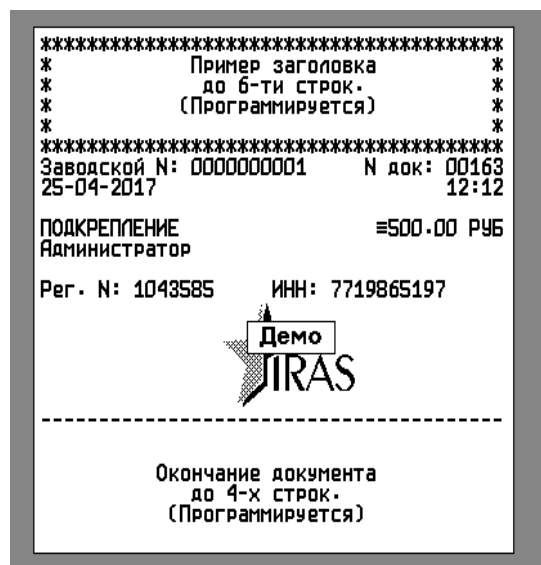 ****************************************
* Пример заголовка *
* до 6-ти строк. *
* (Программируется) *
* *
****************************************
Заводской N: 0000000001 N док: 00163
25-04-2017 12:12
ПОДКРЕПЛЕНИЕ ≡500.00 РУБ
Администратор
Рег. N: 1043585 ИНН: 7719865197
Демо
JIRAS
----------------------------------------
Окончание документа
до 4-х строк.
(Программируется)